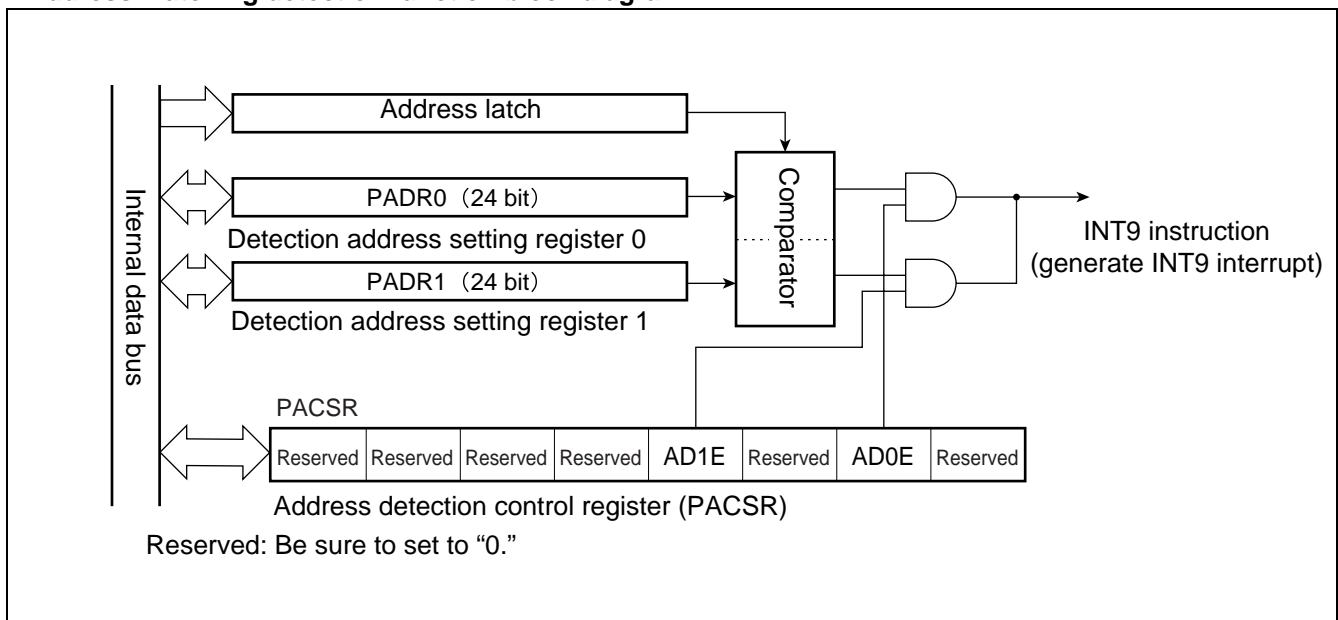 Address latch
PADR0（24 bit）
Detection address setting register 0
PADR1（24 bit）
Detection address setting register 1
Internal data bus
Comparator
INT9 instruction
(generate INT9 interrupt)
PACSR
Reserved Reserved Reserved Reserved AD1E Reserved AD0E Reserved
Address detection control register (PACSR)
Reserved: Be sure to set to “0.”